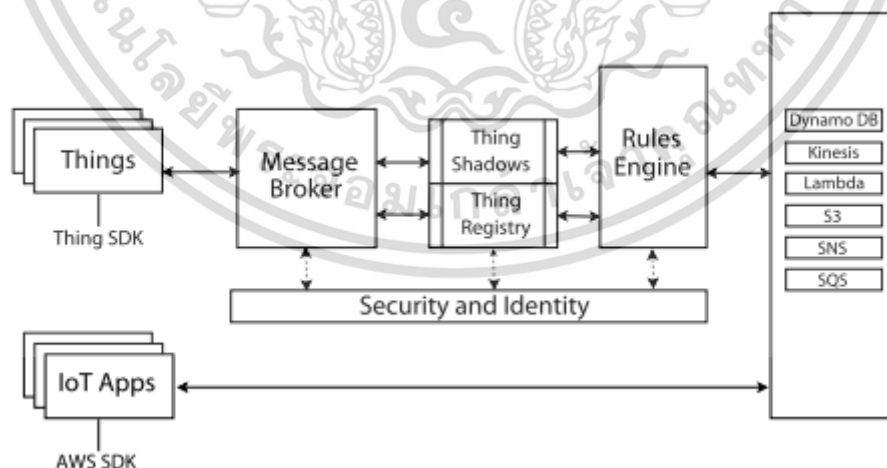 Things
Thing SDK
Message
Broker
Thing
Shadows
Thing
Registry
Rules
Engine
Security and Identity
Dynamo DB
Kinesis
Lambda
S3
SNS
SQS
IoT Apps
AWS SDK